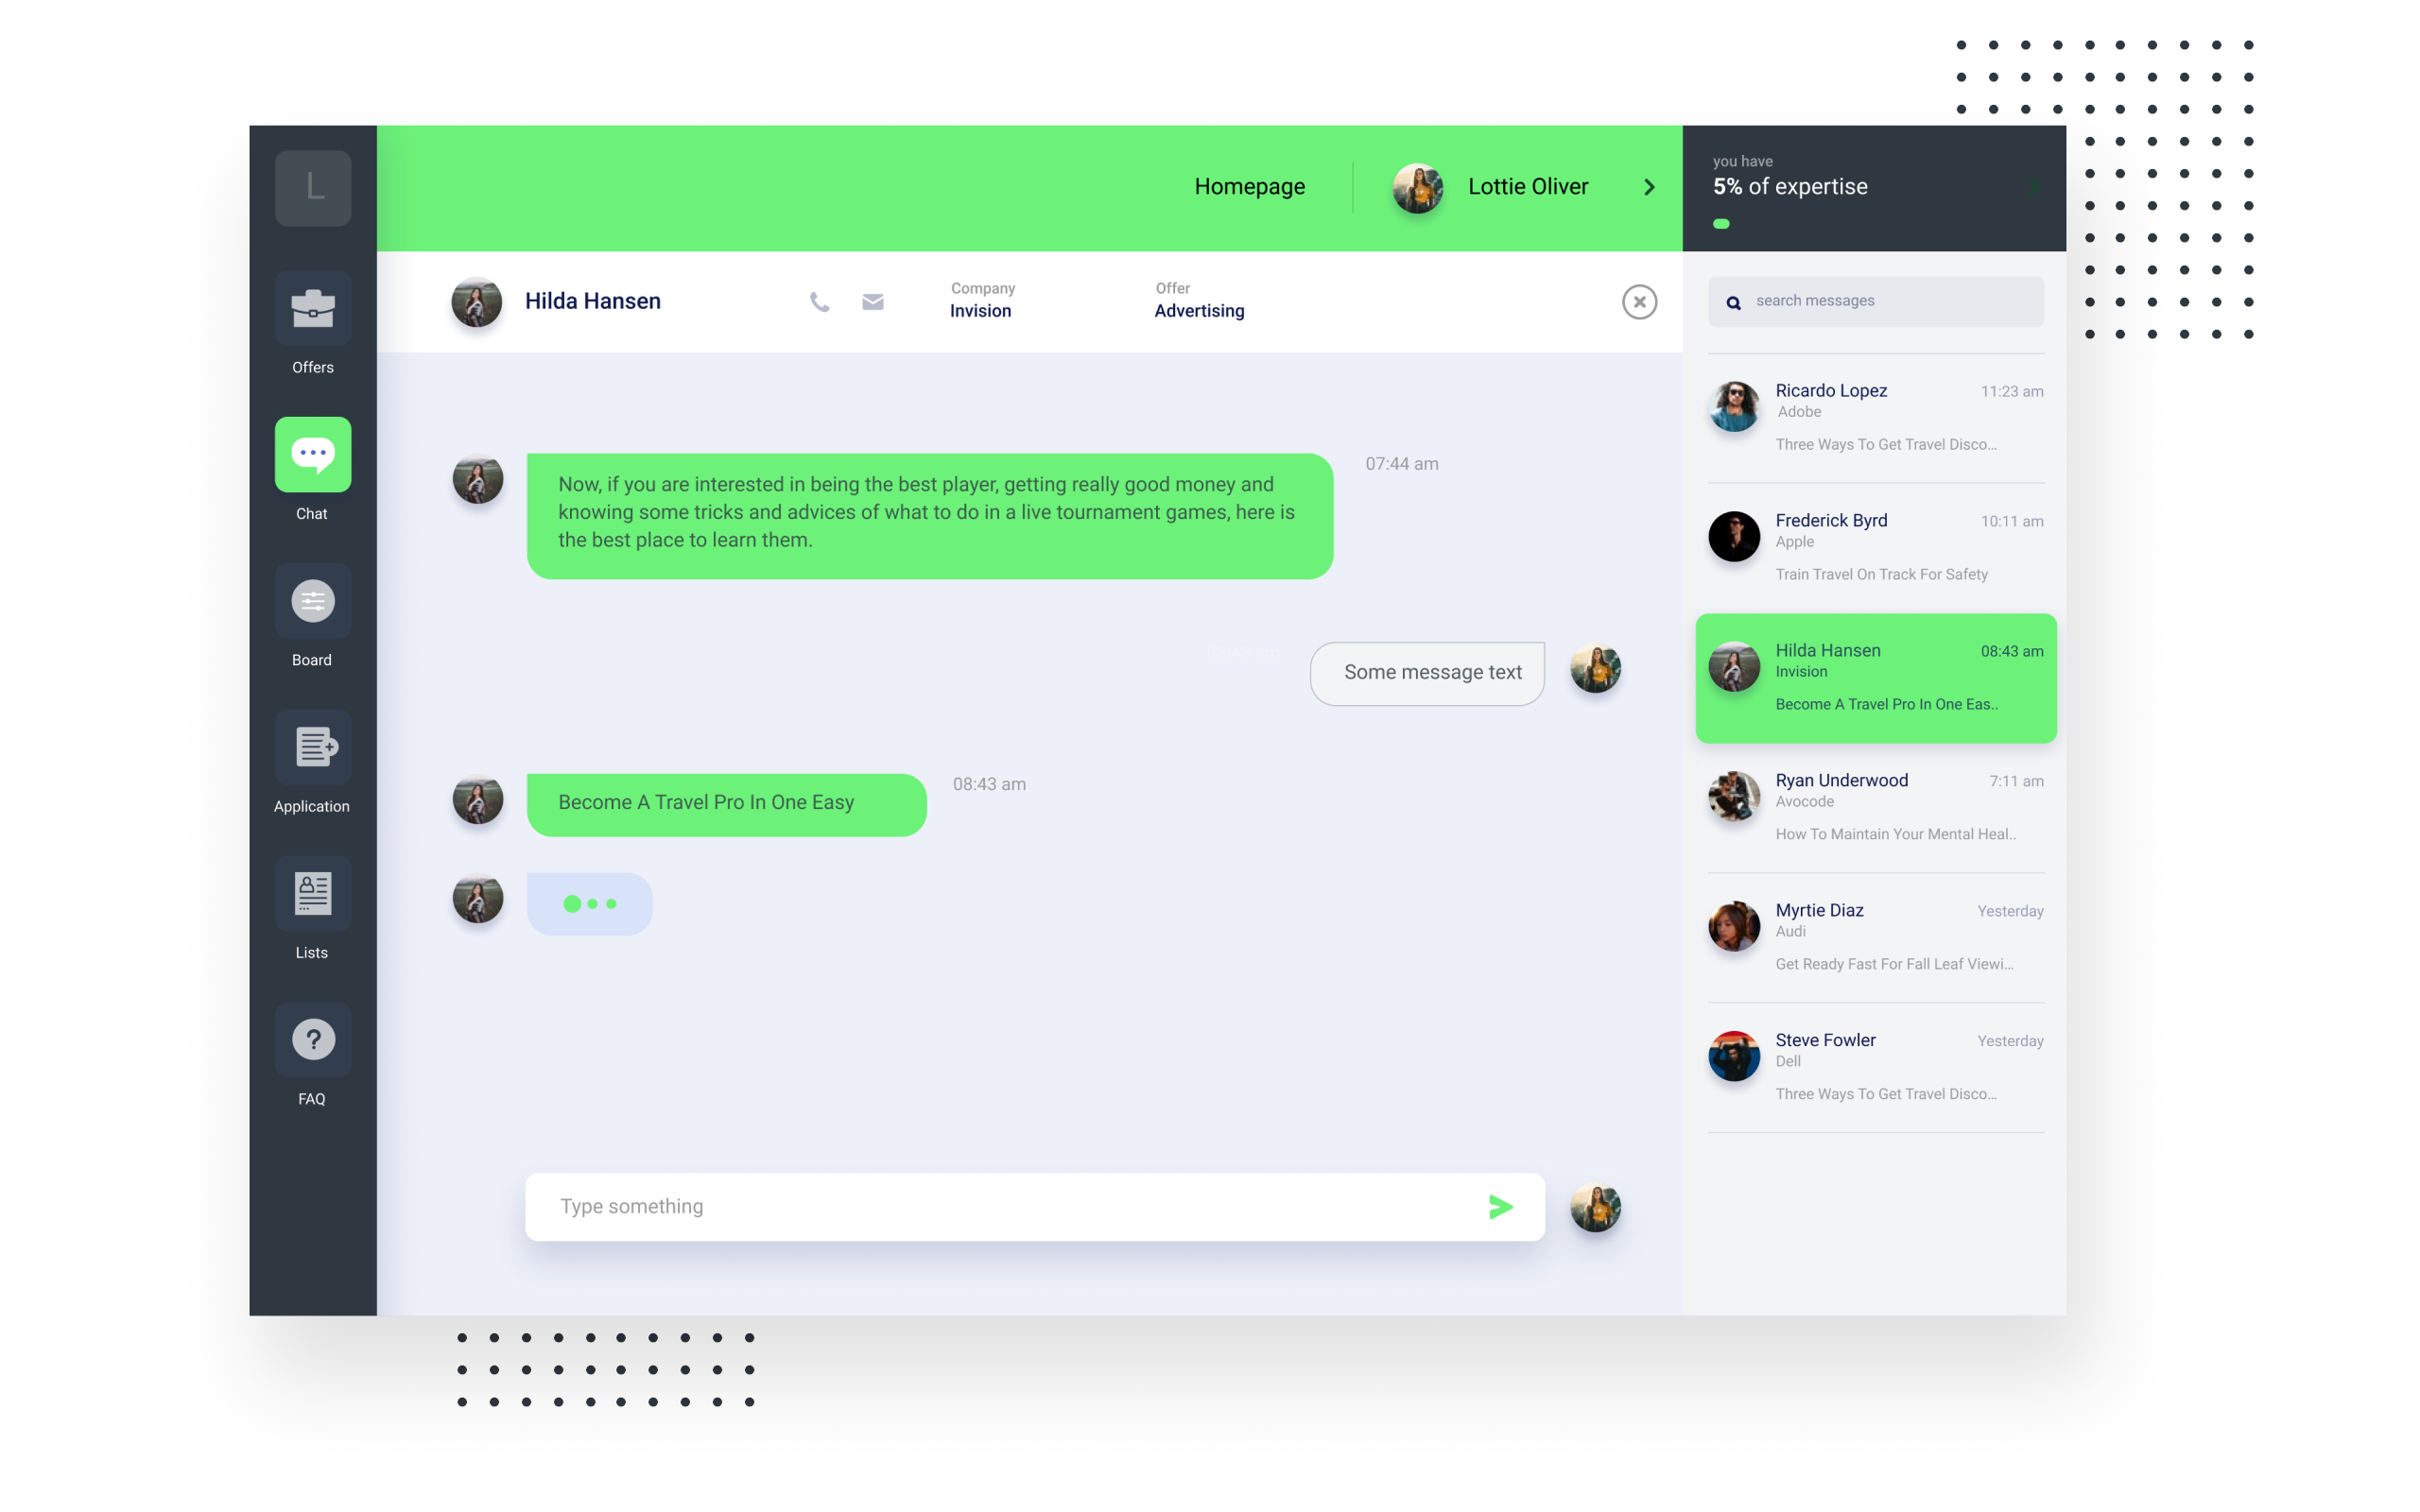 L
Offers
Chat
Board
Application
Lists
FAQ
Homepage
Lottie Oliver
you have
5% of expertise
Hilda Hansen
Company
Invision
Offer
Advertising
Now, if you are interested in being the best player, getting really good money and
knowing some tricks and advices of what to do in a live tournament games, here is
the best place to learn them.
07:44 am
08:43 am
Some message text
Become A Travel Pro In One Easy
08:43 am
Type something
search messages
Ricardo Lopez
11:23 am
Adobe
Three Ways To Get Travel Disco...
Frederick Byrd
10:11 am
Apple
Train Travel On Track For Safety
Hilda Hansen
08:43 am
Invision
Become A Travel Pro In One Eas..
Ryan Underwood
7:11 am
Avocode
How To Maintain Your Mental Heal..
Myrtie Diaz
Yesterday
Audi
Get Ready Fast For Fall Leaf Viewi...
Steve Fowler
Yesterday
Dell
Three Ways To Get Travel Disco...